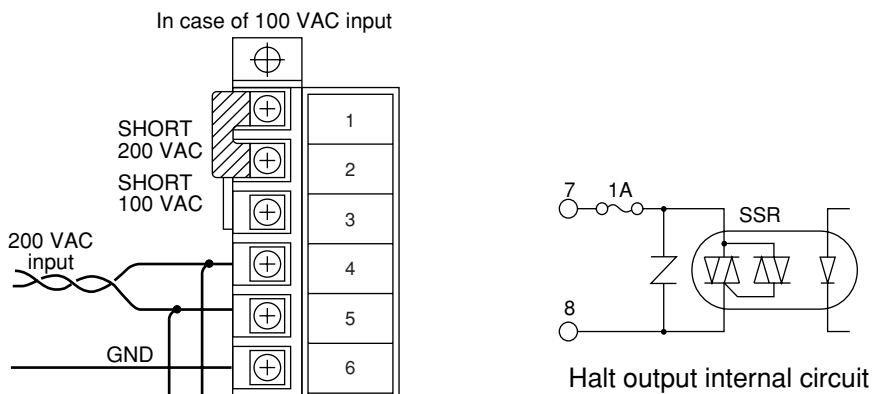 In case of 100 VAC input
SHORT
200 VAC
SHORT
100 VAC
200 VAC
input
GND
1
2
3
4
5
6
7
1A
SSR
8
Halt output internal circuit